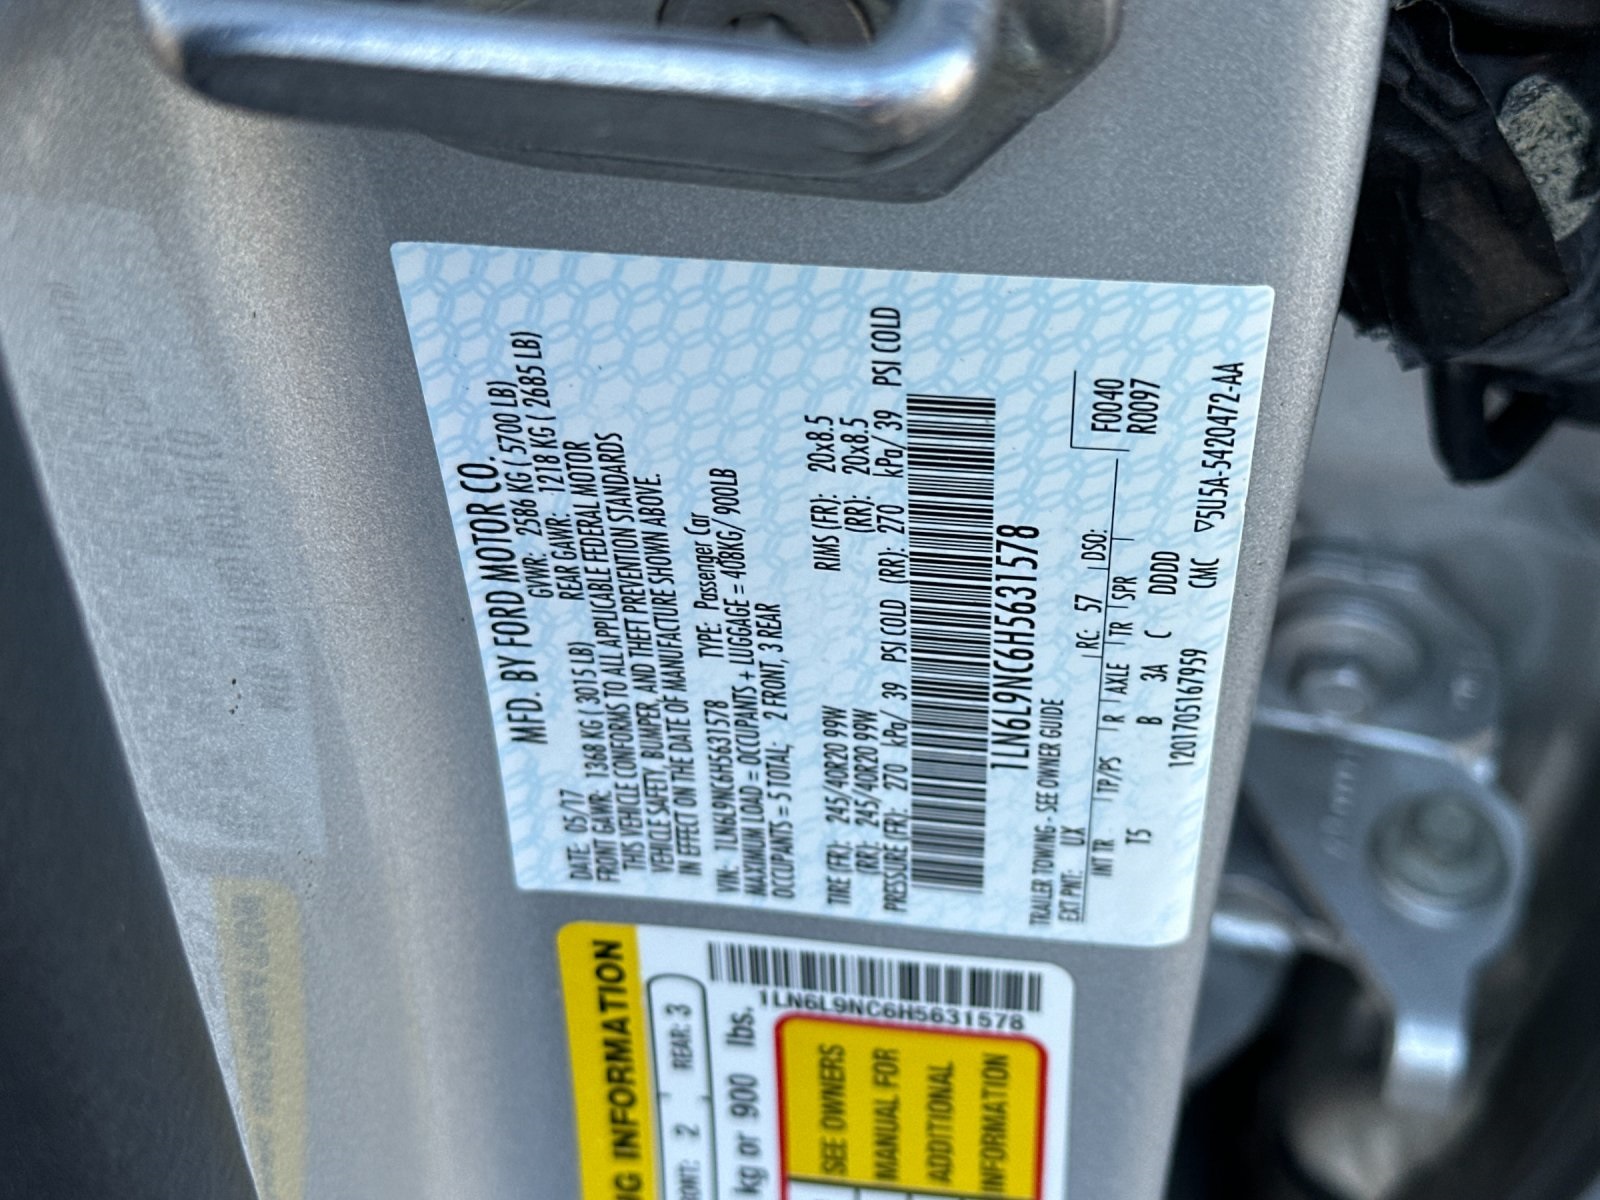 MFD. BY FORD MOTOR CO.
DATE: 05/17 GVWR: 2586 KG ( 5700 LB)
FRONT GAWR: 1368 KG ( 3015 LB) REAR GAWR: 1218 KG ( 2685 LB)
THIS VEHICLE CONFORMS TO ALL APPLICABLE FEDERAL MOTOR
VEHICLE SAFETY, BUMPER, AND THEFT PREVENTION STANDARDS
IN EFFECT ON THE DATE OF MANUFACTURE SHOWN ABOVE.
VIN: 1LN6L9NC6H5631578 TYPE: Passenger Car
MAXIMUM LOAD = OCCUPANTS + LUGGAGE = 408KG/ 900LB
OCCUPANTS = 5 TOTAL, 2 FRONT, 3 REAR
TIRE (FR): 245/40R20 99W RMS (FR): 20x8.5
(RR): 245/40R20 99W (RR): 20x8.5
PRESSURE (FR): 270 kPa/ 39 PSI COLD (RR): 270 kPa/ 39 PSI COLD
1LN6L9NC6H5631578
TRAILER TOWING - SEE OWNER GUIDE
EXT PNT: UX RC: 57 DSO: F0040
INT TR TP/PS R AXLE TR SPR R0097
T5 B 3A C DDDD
1201705167959 CMC ▽5U5A-5420472-AA
INFORMATION
2 REAR: 3
kg or 900 lbs.
1LN6L9NC6H5631578
SEE OWNERS
MANUAL FOR
ADDITIONAL
INFORMATION